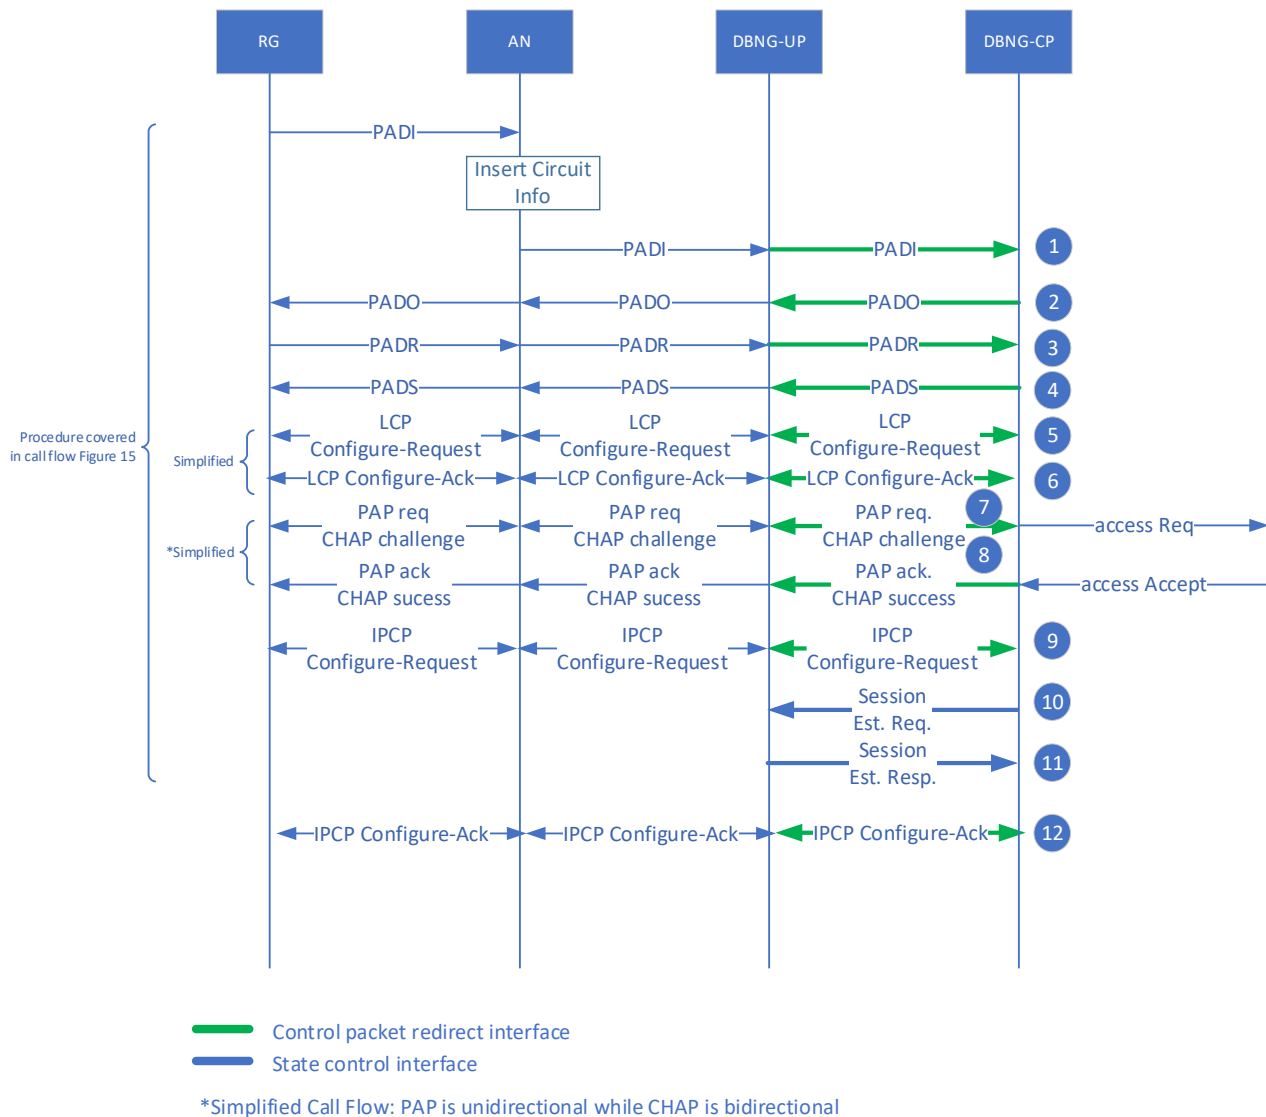 RG
AN
DBNG-UP
DBNG-CP
PADI
Insert Circuit
Info
PADI
PADI
1
PADO
PADO
PADO
2
PADR
PADR
PADR
3
PADS
PADS
PADS
4
Procedure covered
in call flow Figure 15
Simplified
LCP
Configure-Request
LCP
Configure-Request
LCP
Configure-Request
5
LCP Configure-Ack
LCP Configure-Ack
LCP Configure-Ack
6
*Simplified
PAP req
CHAP challenge
PAP req
CHAP challenge
PAP req.
CHAP challenge
7
access Req
8
PAP ack
CHAP sucess
PAP ack
CHAP sucess
PAP ack.
CHAP success
access Accept
IPCP
Configure-Request
IPCP
Configure-Request
IPCP
Configure-Request
9
Session
Est. Req.
10
Session
Est. Resp.
11
IPCP Configure-Ack
IPCP Configure-Ack
IPCP Configure-Ack
12
Control packet redirect interface
State control interface
*Simplified Call Flow: PAP is unidirectional while CHAP is bidirectional